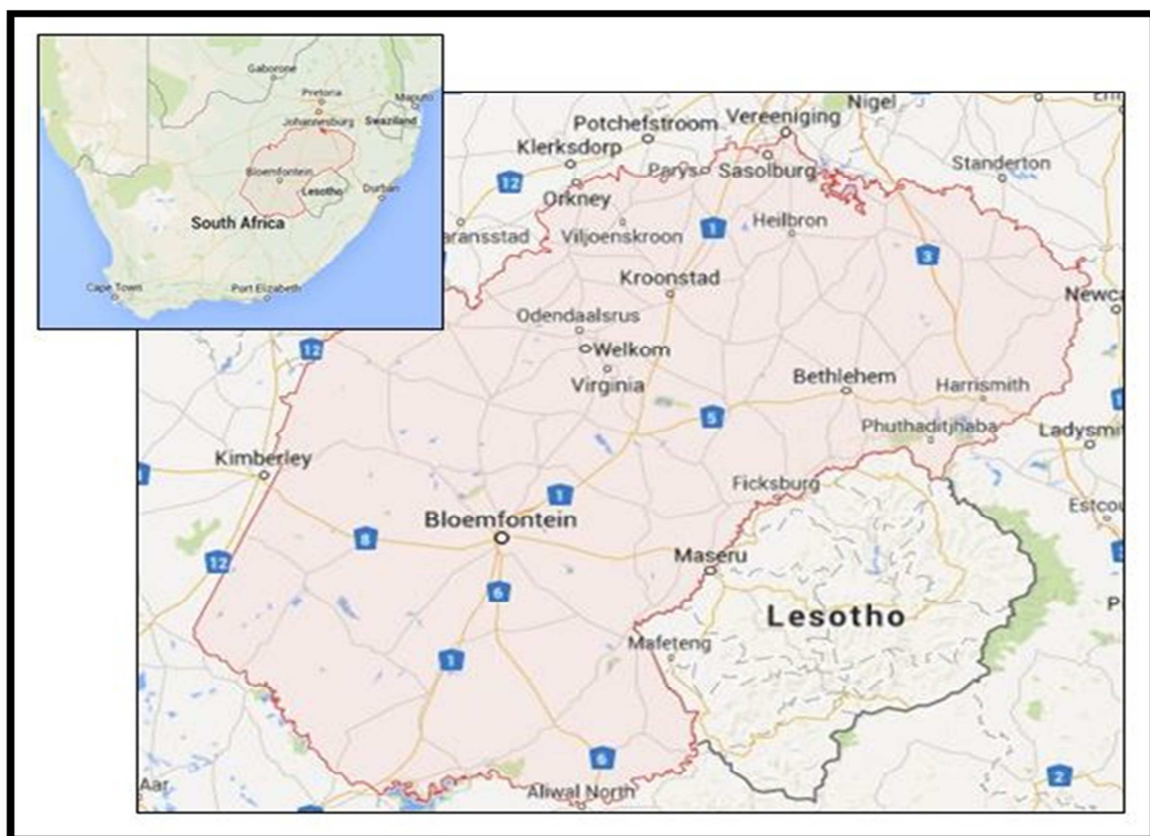 Gaborone
Pretoria
Maputo
Johannesburg
Swaziland
Bloemfontein
Lesotho
Durban
South Africa
Cape Town
Port Elizabeth
Nigel
Potchefstroom
Vereeniging
Klerksdorp
Standerton
Parys
Sasolburg
12
Orkney
aransstad
Viljoenskroon
1
Heilbron
3
Kroonstad
Newca
Odendaalsrus
12
Welkom
Virginia
Bethlehem
Harrismith
5
Phuthaditjhaba
Ladysmi
Kimberley
Ficksburg
1
Estcou
Bloemfontein
8
Maseru
12
6
Lesotho
Mafeteng
1
6
2
Aar
Aliwal North